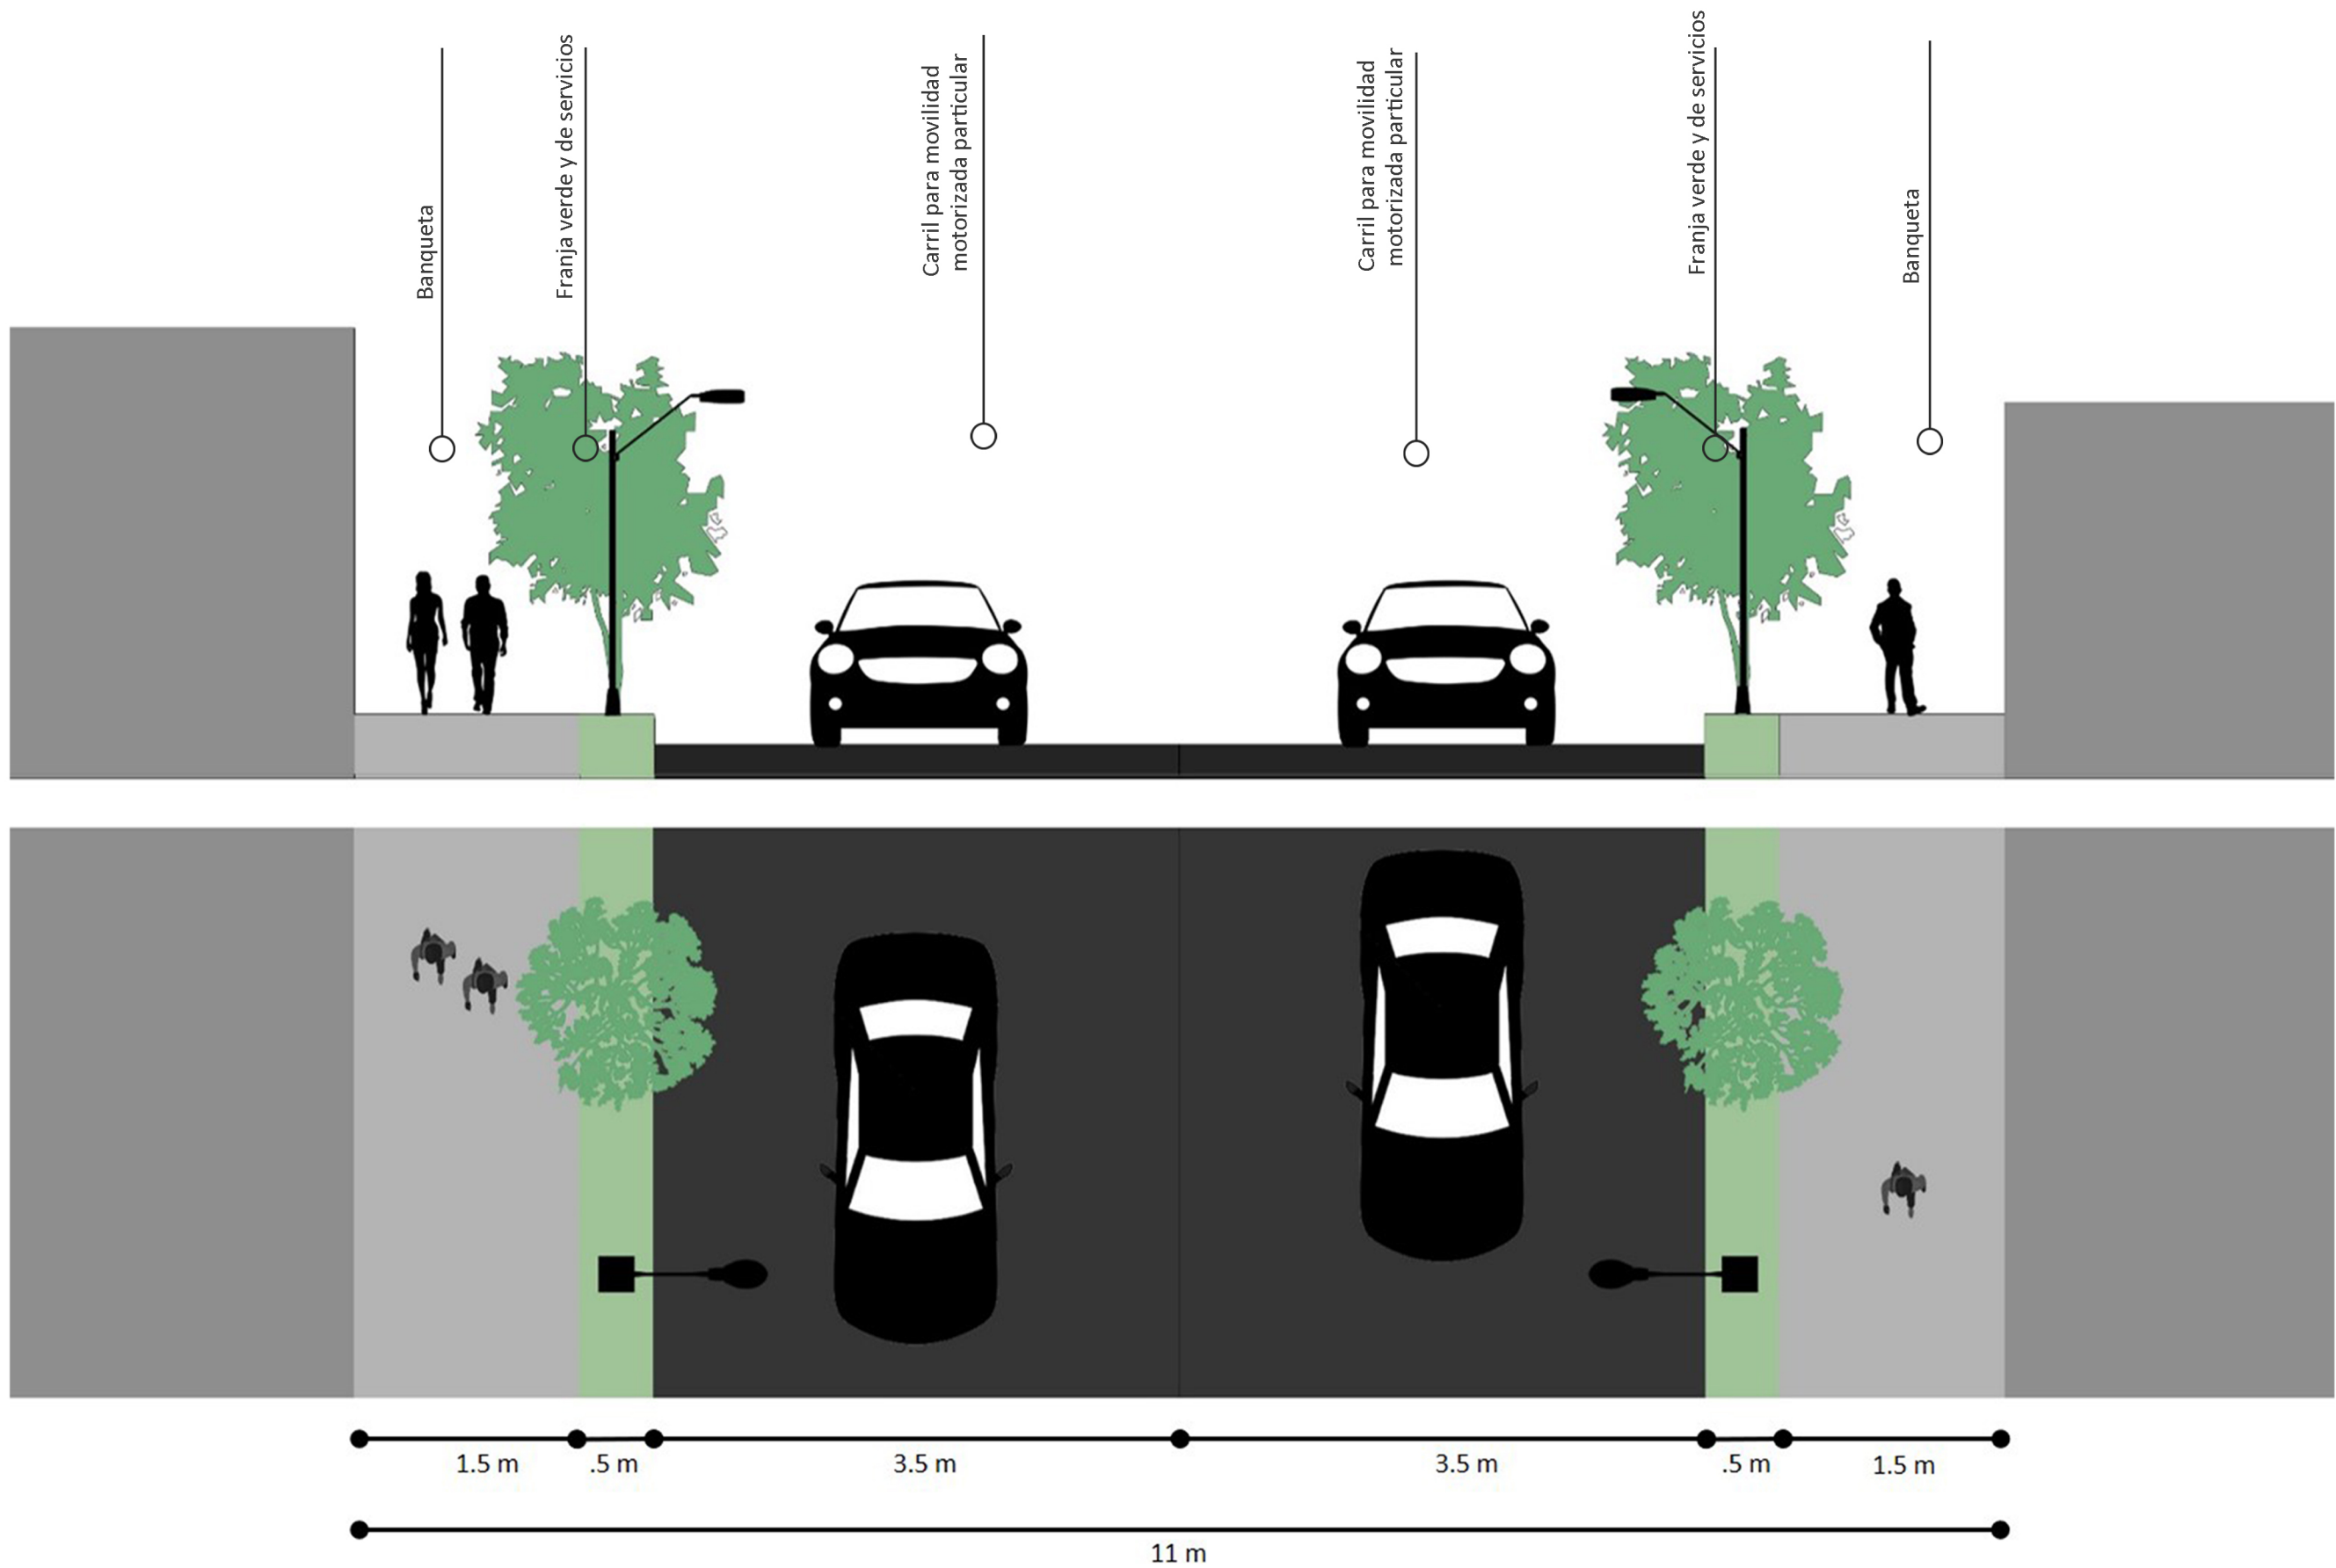 Banqueta
Franja verde y de servicios
Carril para movilidad
motorizada particular
Carril para movilidad
motorizada particular
Franja verde y de servicios
Banqueta
1.5 m
.5 m
3.5 m
3.5 m
.5 m
1.5 m
11 m